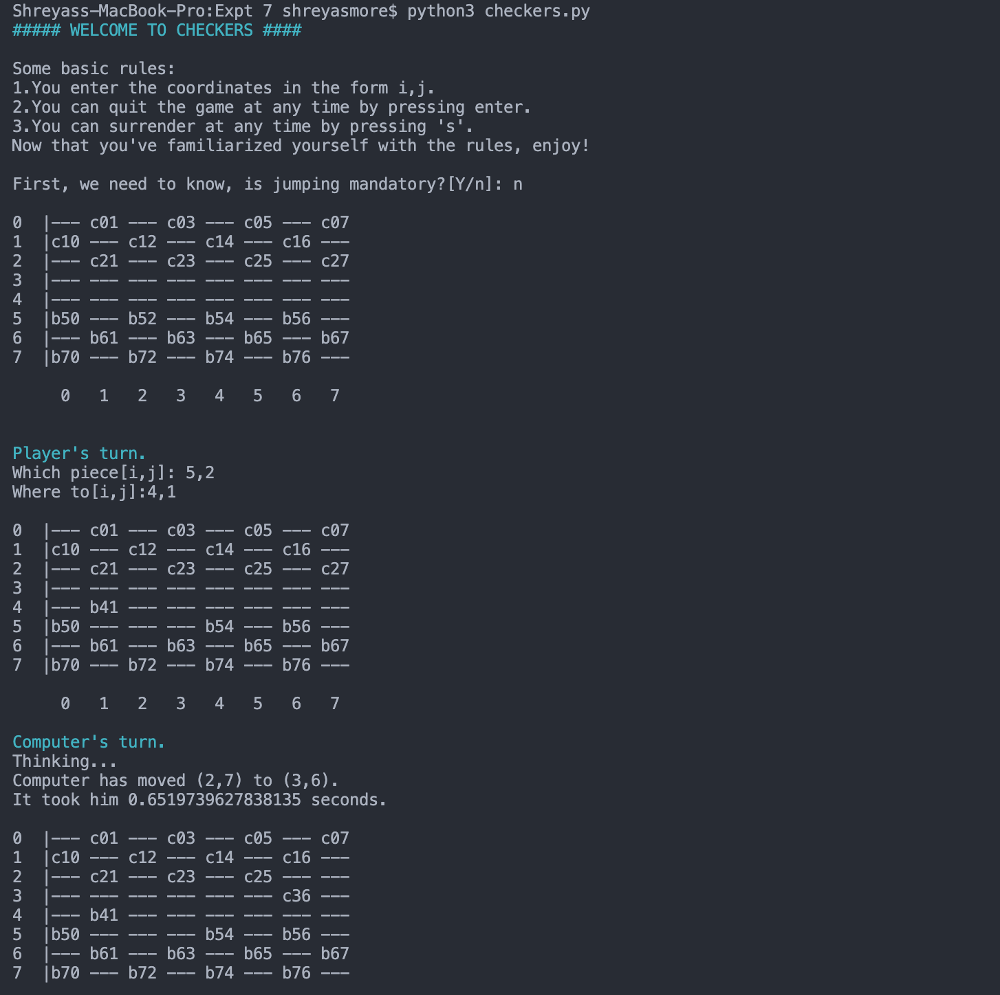 Shreyass-MacBook-Pro:Expt 7 shreyasmore$ python3 checkers.py
##### WELCOME TO CHECKERS ####
Some basic rules:
1.You enter the coordinates in the form i,j.
2.You can quit the game at any time by pressing enter.
3.You can surrender at any time by pressing 's'.
Now that you've familiarized yourself with the rules, enjoy!
First, we need to know, is jumping mandatory?[Y/n]: n
0  |--- c01 --- c03 --- c05 --- c07
1  |c10 --- c12 --- c14 --- c16 ---
2  |--- c21 --- c23 --- c25 --- c27
3  |--- --- --- --- --- --- --- ---
4  |--- --- --- --- --- --- --- ---
5  |b50 --- b52 --- b54 --- b56 ---
6  |--- b61 --- b63 --- b65 --- b67
7  |b70 --- b72 --- b74 --- b76 ---
     0   1   2   3   4   5   6   7
Player's turn.
Which piece[i,j]: 5,2
Where to[i,j]:4,1
0  |--- c01 --- c03 --- c05 --- c07
1  |c10 --- c12 --- c14 --- c16 ---
2  |--- c21 --- c23 --- c25 --- c27
3  |--- --- --- --- --- --- --- ---
4  |--- b41 --- --- --- --- --- ---
5  |b50 --- --- --- b54 --- b56 ---
6  |--- b61 --- b63 --- b65 --- b67
7  |b70 --- b72 --- b74 --- b76 ---
     0   1   2   3   4   5   6   7
Computer's turn.
Thinking...
Computer has moved (2,7) to (3,6).
It took him 0.6519739627838135 seconds.
0  |--- c01 --- c03 --- c05 --- c07
1  |c10 --- c12 --- c14 --- c16 ---
2  |--- c21 --- c23 --- c25 --- ---
3  |--- --- --- --- --- --- c36 ---
4  |--- b41 --- --- --- --- --- ---
5  |b50 --- --- --- b54 --- b56 ---
6  |--- b61 --- b63 --- b65 --- b67
7  |b70 --- b72 --- b74 --- b76 ---